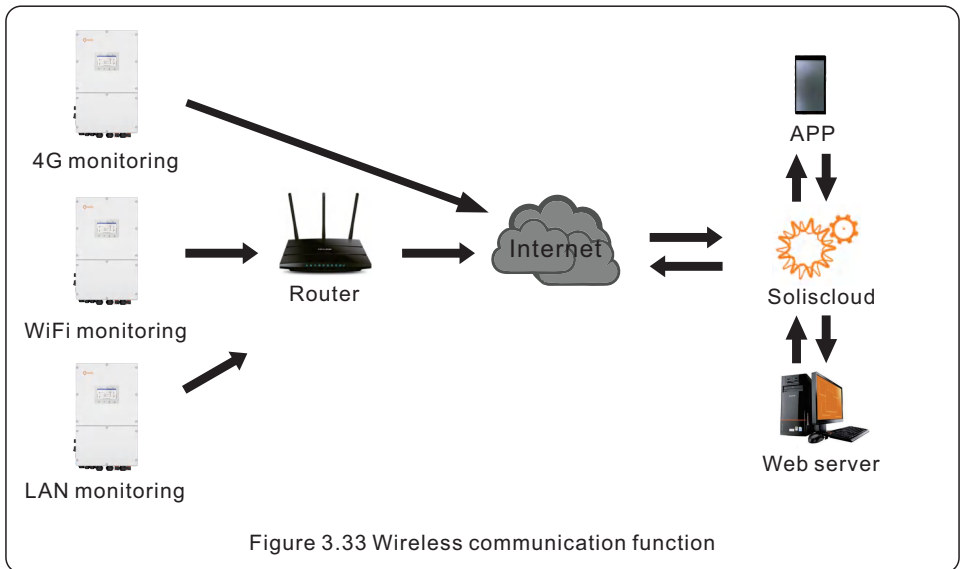 4G monitoring
WiFi monitoring
LAN monitoring
Router
Internet
APP
Soliscloud
Web server
Figure 3.33 Wireless communication function